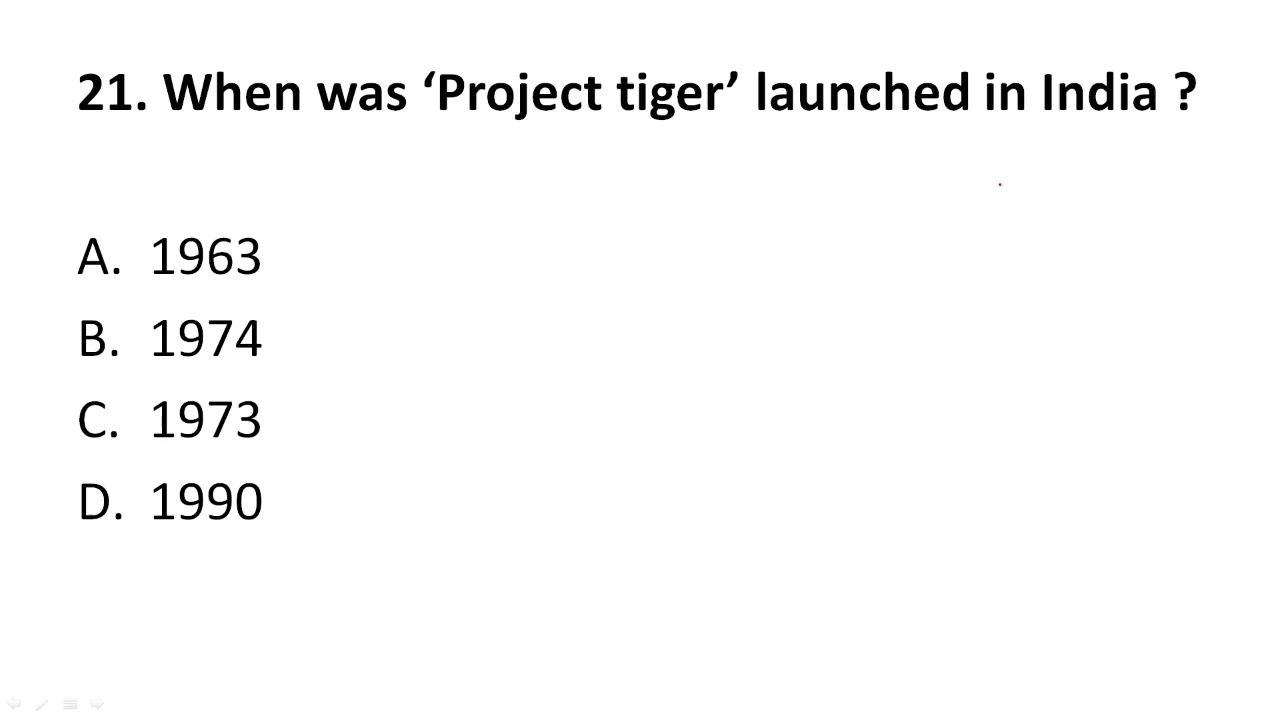 21. When was ‘Project tiger’ launched in India ?
A. 1963
B. 1974
C. 1973
D. 1990